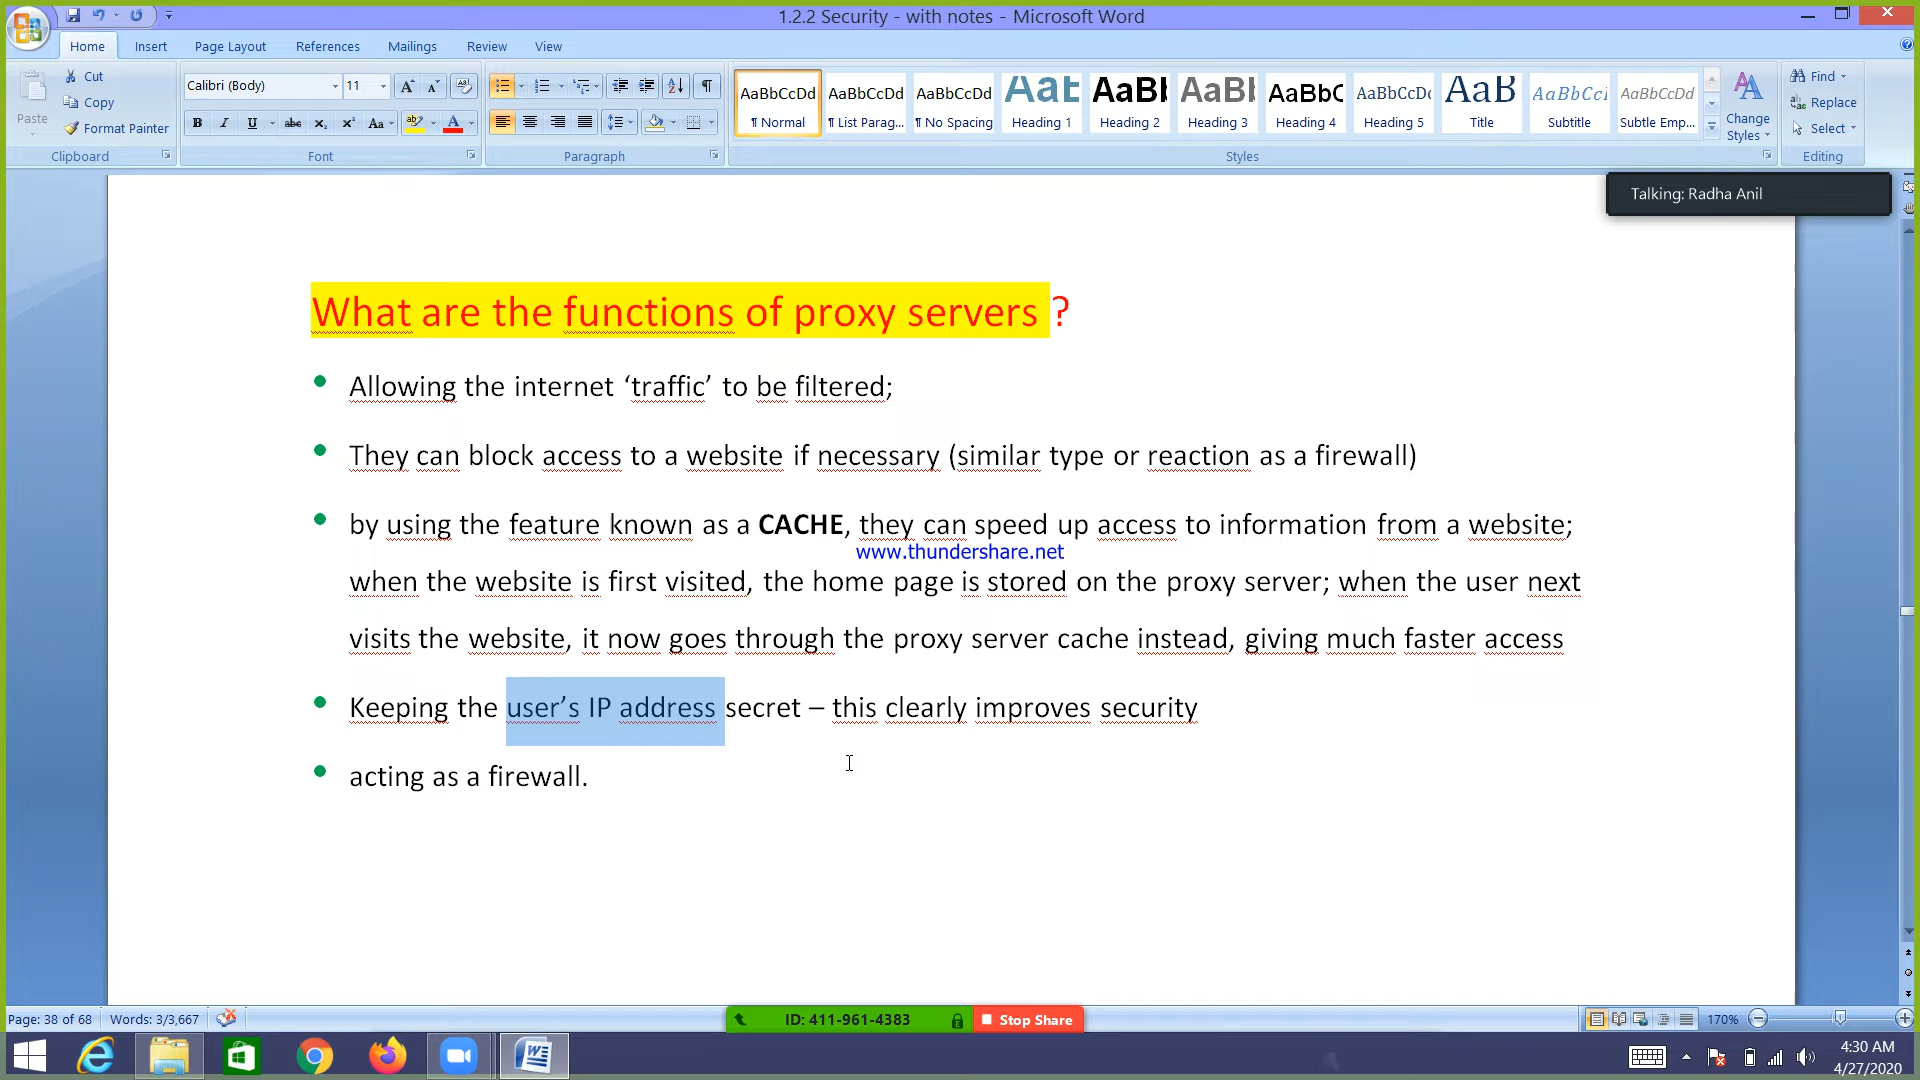 1.2.2 Security - with notes - Microsoft Word
Home Insert Page Layout References Mailings Review View
Paste
Cut
Copy
Format Painter
Clipboard
Calibri (Body) 11
Font
Paragraph
AaBbCcDd AaBbCcDd AaBbCcDd AaB AaBl AaBl AaBbC AaBbCcDc AaB AaBbCcl AaBbCcDd
¶ Normal ¶ List Parag... ¶ No Spacing Heading 1 Heading 2 Heading 3 Heading 4 Heading 5 Title Subtitle Subtle Emp...
Change Styles
Styles
Find
Replace
Select
Editing
Talking: Radha Anil
What are the functions of proxy servers ?
• Allowing the internet ‘traffic’ to be filtered;
• They can block access to a website if necessary (similar type or reaction as a firewall)
• by using the feature known as a CACHE, they can speed up access to information from a website;
www.thundershare.net
when the website is first visited, the home page is stored on the proxy server; when the user next
visits the website, it now goes through the proxy server cache instead, giving much faster access
• Keeping the user’s IP address secret – this clearly improves security
• acting as a firewall.
Page: 38 of 68 Words: 3/3,667
ID: 411-961-4383 Stop Share
170%
4:30 AM
4/27/2020